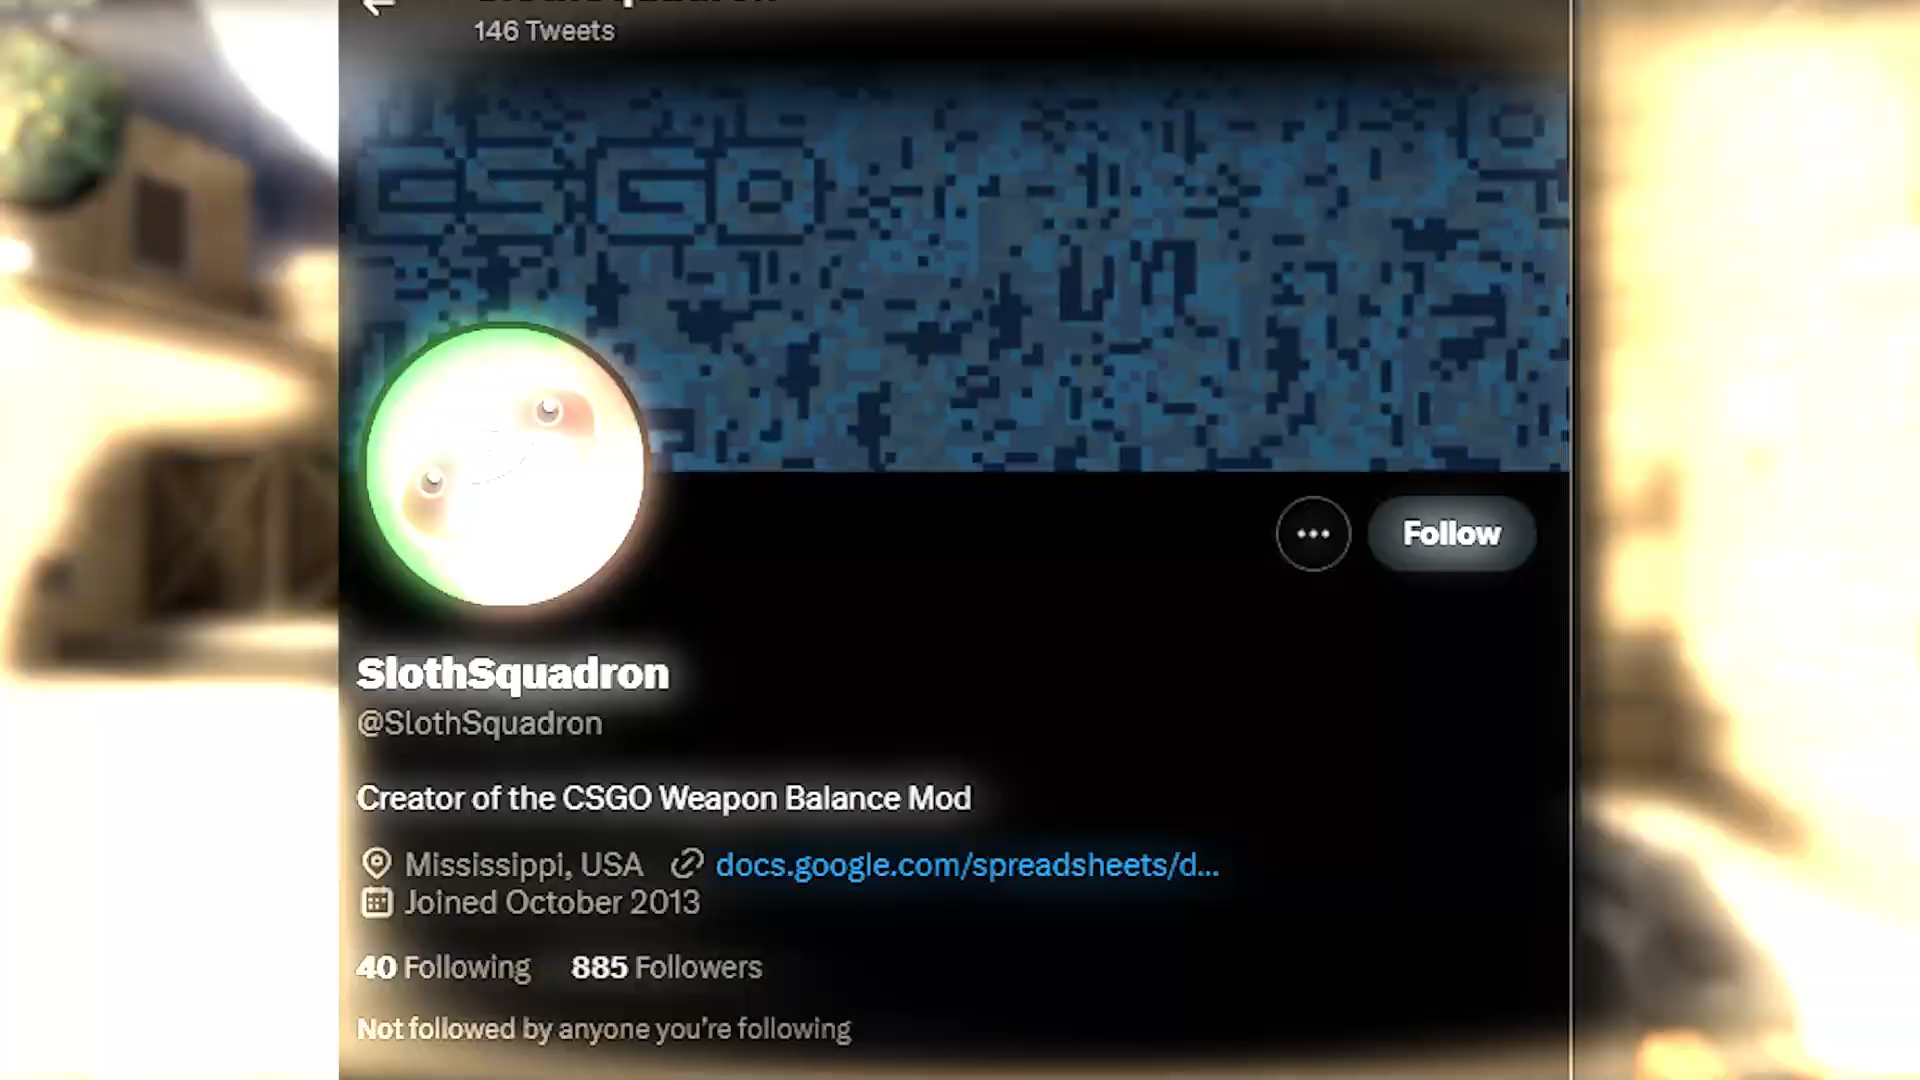 146 Tweets
CSGO
Follow
SlothSquadron
@SlothSquadron
Creator of the CSGO Weapon Balance Mod
Mississippi, USA docs.google.com/spreadsheets/d...
Joined October 2013
40 Following 885 Followers
Not followed by anyone you're following